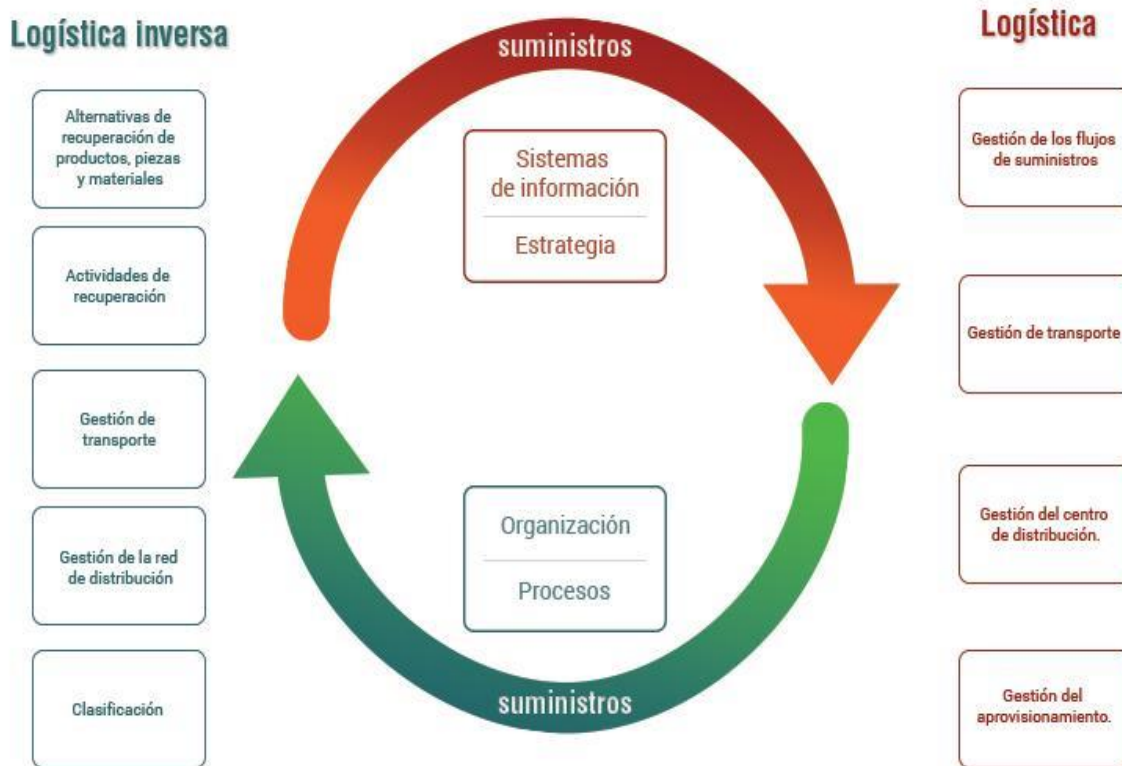 Logística inversa
Alternativas de
recuperación de
productos, piezas
y materiales
Actividades de
recuperación
Gestión de
transporte
Gestión de la red
de distribución
Clasificación
suministros
Sistemas
de información
Estrategia
Organización
Procesos
suministros
Logística
Gestión de los flujos
de suministros
Gestión de transporte
Gestión del centro
de distribución.
Gestión del
aprovisionamiento.